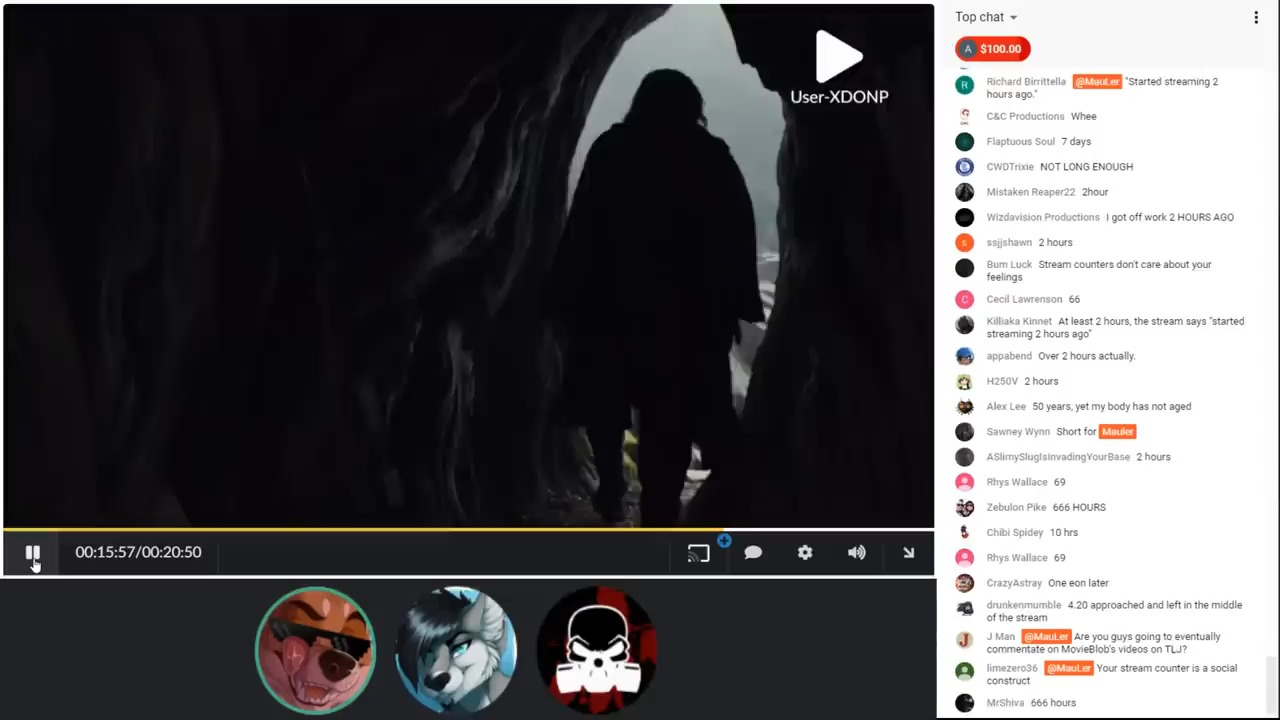 User-XDONP
00:15:57/00:20:50
Top chat
A $100.00
Richard Birrittella @MauLer "Started streaming 2
hours ago."
C&C Productions Whee
Flaptuous Soul 7 days
CWDTrixie NOT LONG ENOUGH
Mistaken Reaper22 2hour
Wizdavision Productions I got off work 2 HOURS AGO
s ssjjshawn 2 hours
Bum Luck Stream counters don't care about your
feelings
C Cecil Lawrenson 66
Killiaka Kinnet At least 2 hours, the stream says "started
streaming 2 hours ago"
appabend Over 2 hours actually.
H250V 2 hours
Alex Lee 50 years, yet my body has not aged
Sawney Wynn Short for Mauler
ASlimySlugIsInvadingYourBase 2 hours
Rhys Wallace 69
Zebulon Pike 666 HOURS
Chibi Spidey 10 hrs
Rhys Wallace 69
CrazyAstray One eon later
drunkenmumble 4.20 approached and left in the middle
of the stream
J J Man @MauLer Are you guys going to eventually
commentate on MovieBlob's videos on TLJ?
limezero36 @MauLer Your stream counter is a social
construct
MrShiva 666 hours